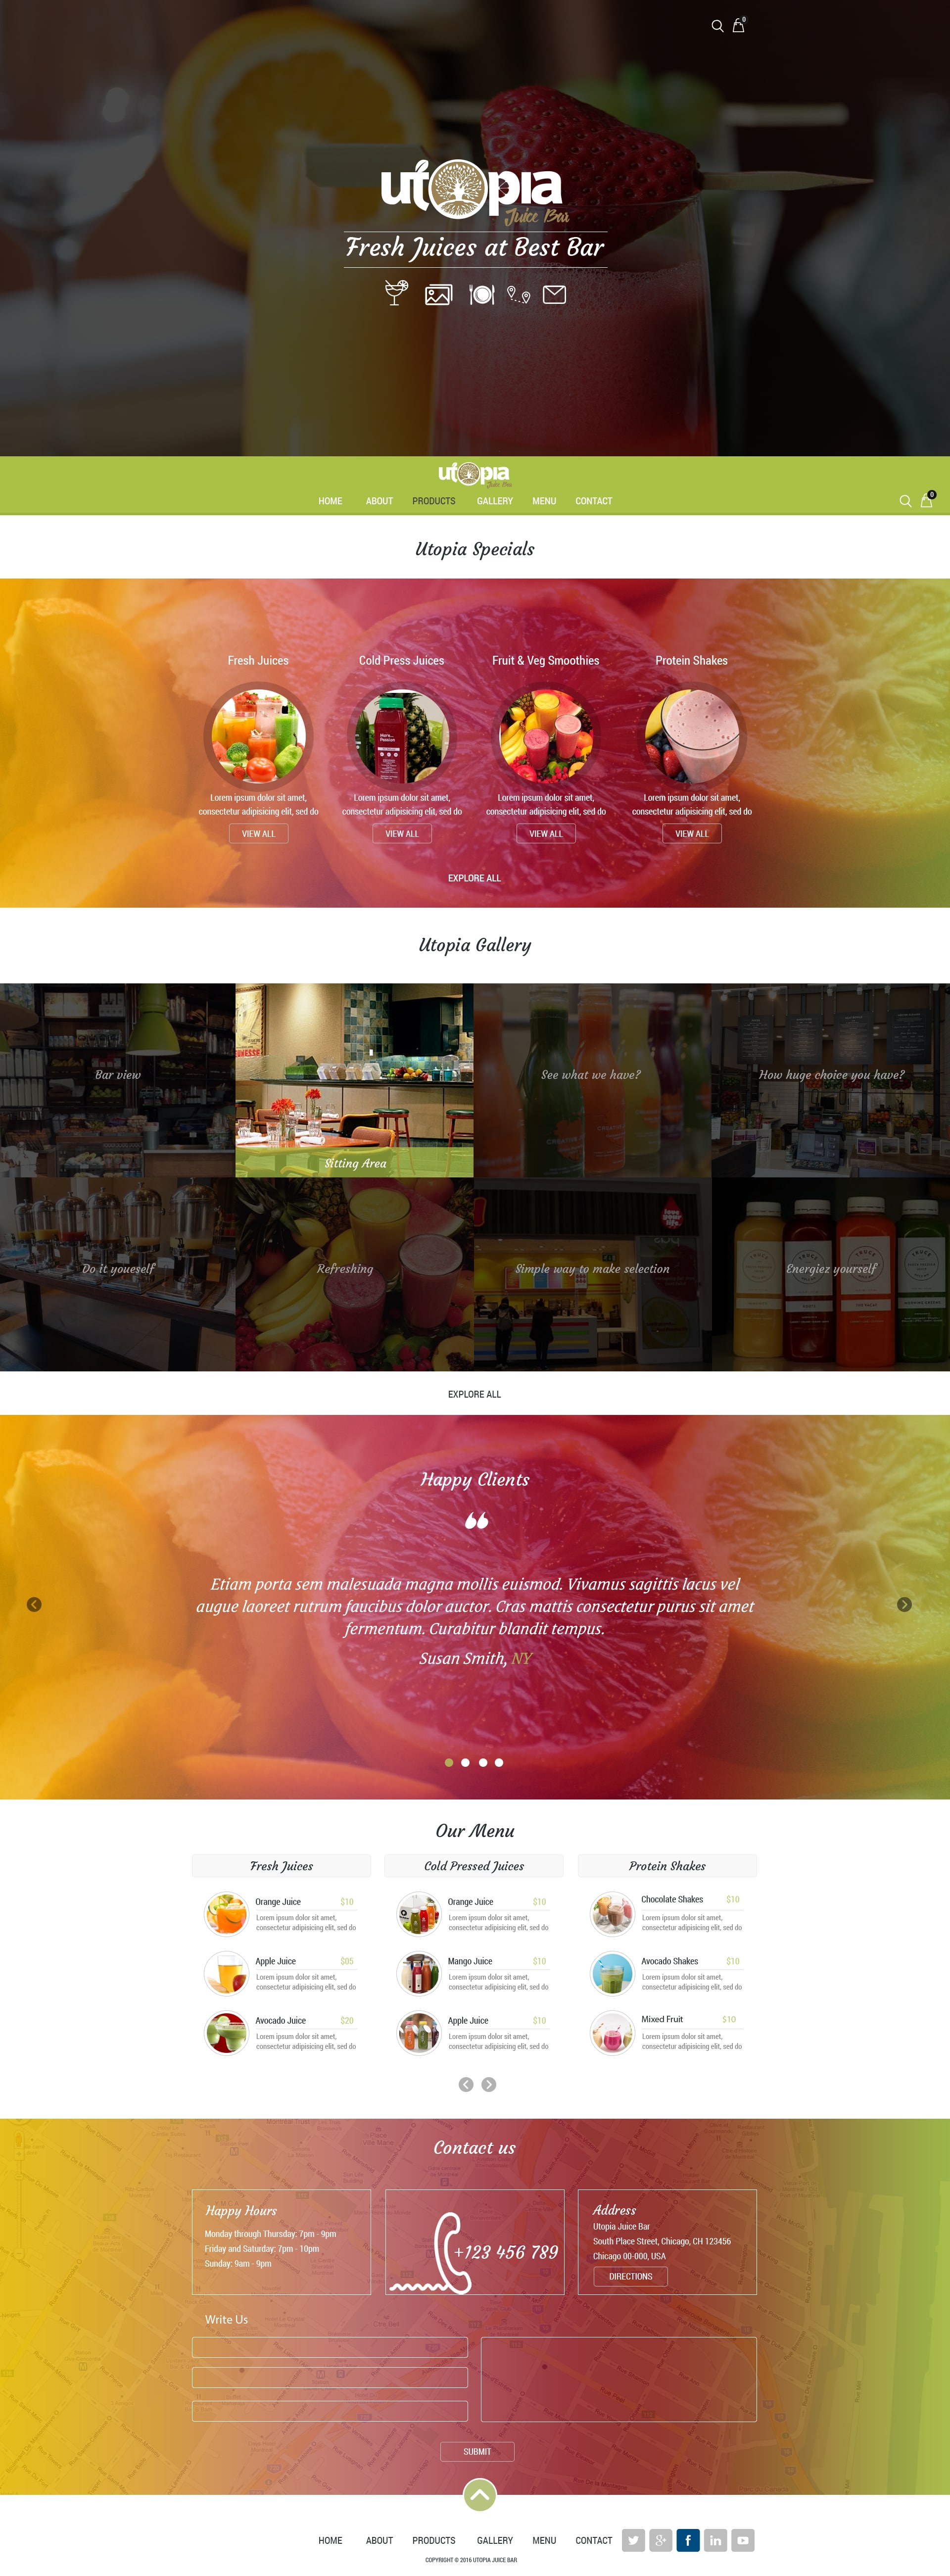 0
utopia
Juice Bar
Fresh Juices at Best Bar
utopia
Juice Bar
HOME ABOUT PRODUCTS GALLERY MENU CONTACT
0
Utopia Specials
Fresh Juices Cold Press Juices Fruit & Veg Smoothies Protein Shakes
Lorem ipsum dolor sit amet, Lorem ipsum dolor sit amet, Lorem ipsum dolor sit amet, Lorem ipsum dolor sit amet,
consectetur adipisicing elit, sed do consectetur adipisicing elit, sed do consectetur adipisicing elit, sed do consectetur adipisicing elit, sed do
VIEW ALL VIEW ALL VIEW ALL VIEW ALL
EXPLORE ALL
Utopia Gallery
Bar view See what we have? How huge choice you have?
Sitting Area
Do it youeself Refreshing Simple way to make selection Energiez yourself
EXPLORE ALL
Happy Clients
“
Etiam porta sem malesuada magna mollis euismod. Vivamus sagittis lacus vel
augue laoreet rutrum faucibus dolor auctor. Cras mattis consectetur purus sit amet
fermentum. Curabitur blandit tempus.
Susan Smith, NY
Our Menu
Fresh Juices Cold Pressed Juices Protein Shakes
Orange Juice $10 Orange Juice $10 Chocolate Shakes $10
Lorem ipsum dolor sit amet, Lorem ipsum dolor sit amet, Lorem ipsum dolor sit amet,
consectetur adipisicing elit, sed do consectetur adipisicing elit, sed do consectetur adipisicing elit, sed do
Apple Juice $05 Mango Juice $10 Avocado Shakes $10
Lorem ipsum dolor sit amet, Lorem ipsum dolor sit amet, Lorem ipsum dolor sit amet,
consectetur adipisicing elit, sed do consectetur adipisicing elit, sed do consectetur adipisicing elit, sed do
Avocado Juice $20 Apple Juice $10 Mixed Fruit $10
Lorem ipsum dolor sit amet, Lorem ipsum dolor sit amet, Lorem ipsum dolor sit amet,
consectetur adipisicing elit, sed do consectetur adipisicing elit, sed do consectetur adipisicing elit, sed do
Contact us
Happy Hours
Monday through Thursday: 7pm - 9pm
Friday and Saturday: 7pm - 10pm
Sunday: 9am - 9pm
+123 456 789
Address
Utopia Juice Bar
South Place Street, Chicago, CH 123456
Chicago 00-000, USA
DIRECTIONS
Write Us
SUBMIT
HOME ABOUT PRODUCTS GALLERY MENU CONTACT
COPYRIGHT © 2016 UTOPIA JUICE BAR